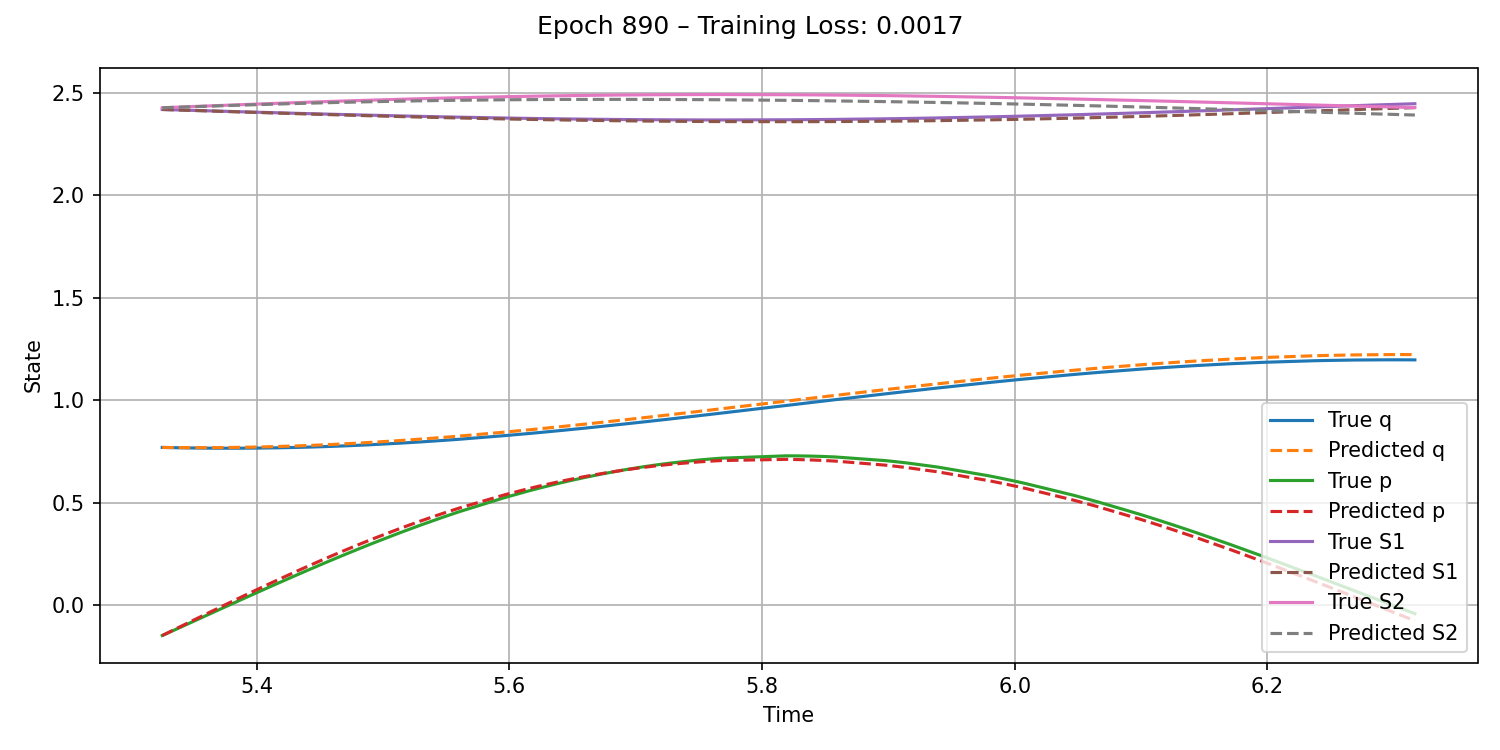 Epoch 890 – Training Loss: 0.0017
2.5
2.0
1.5
1.0
0.5
0.0
State
5.4
5.6
5.8
6.0
6.2
Time
True q
Predicted q
True p
Predicted p
True S1
Predicted S1
True S2
Predicted S2